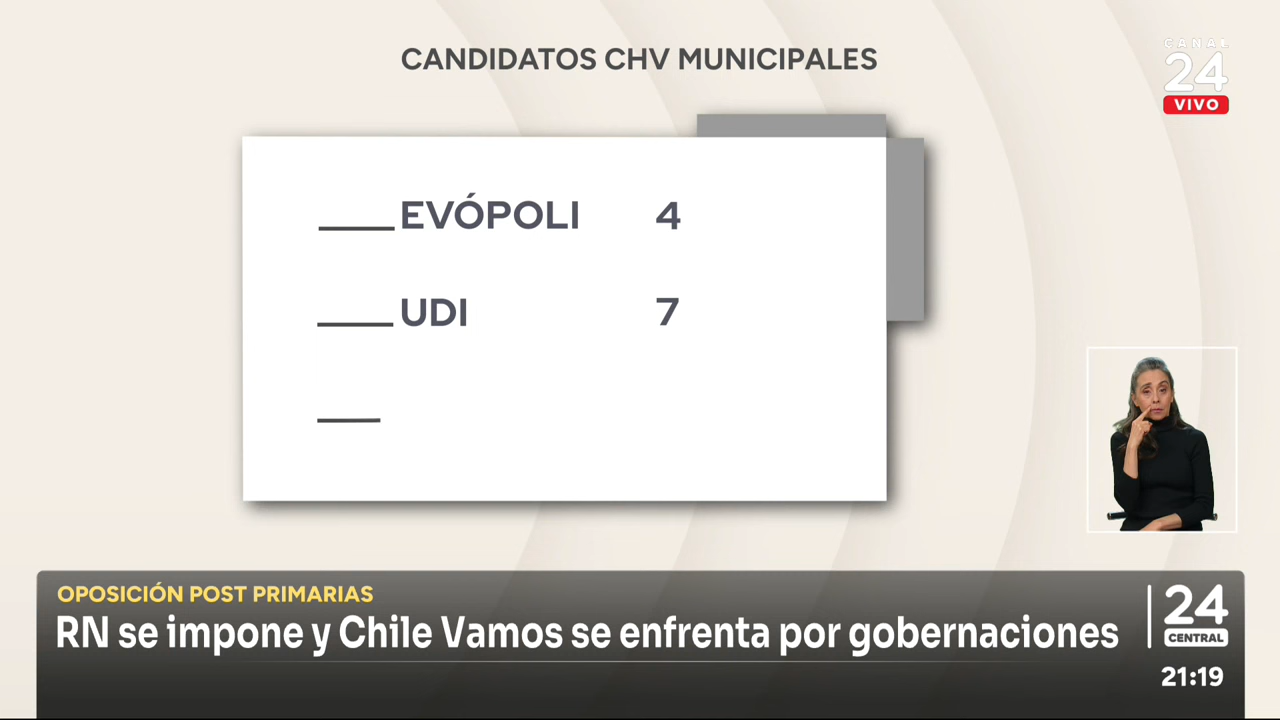 CANDIDATOS CHV MUNICIPALES
CANAL
24
VIVO
EVÓPOLI 4
UDI 7
OPOSICIÓN POST PRIMARIAS
RN se impone y Chile Vamos se enfrenta por gobernaciones
24
CENTRAL
21:19